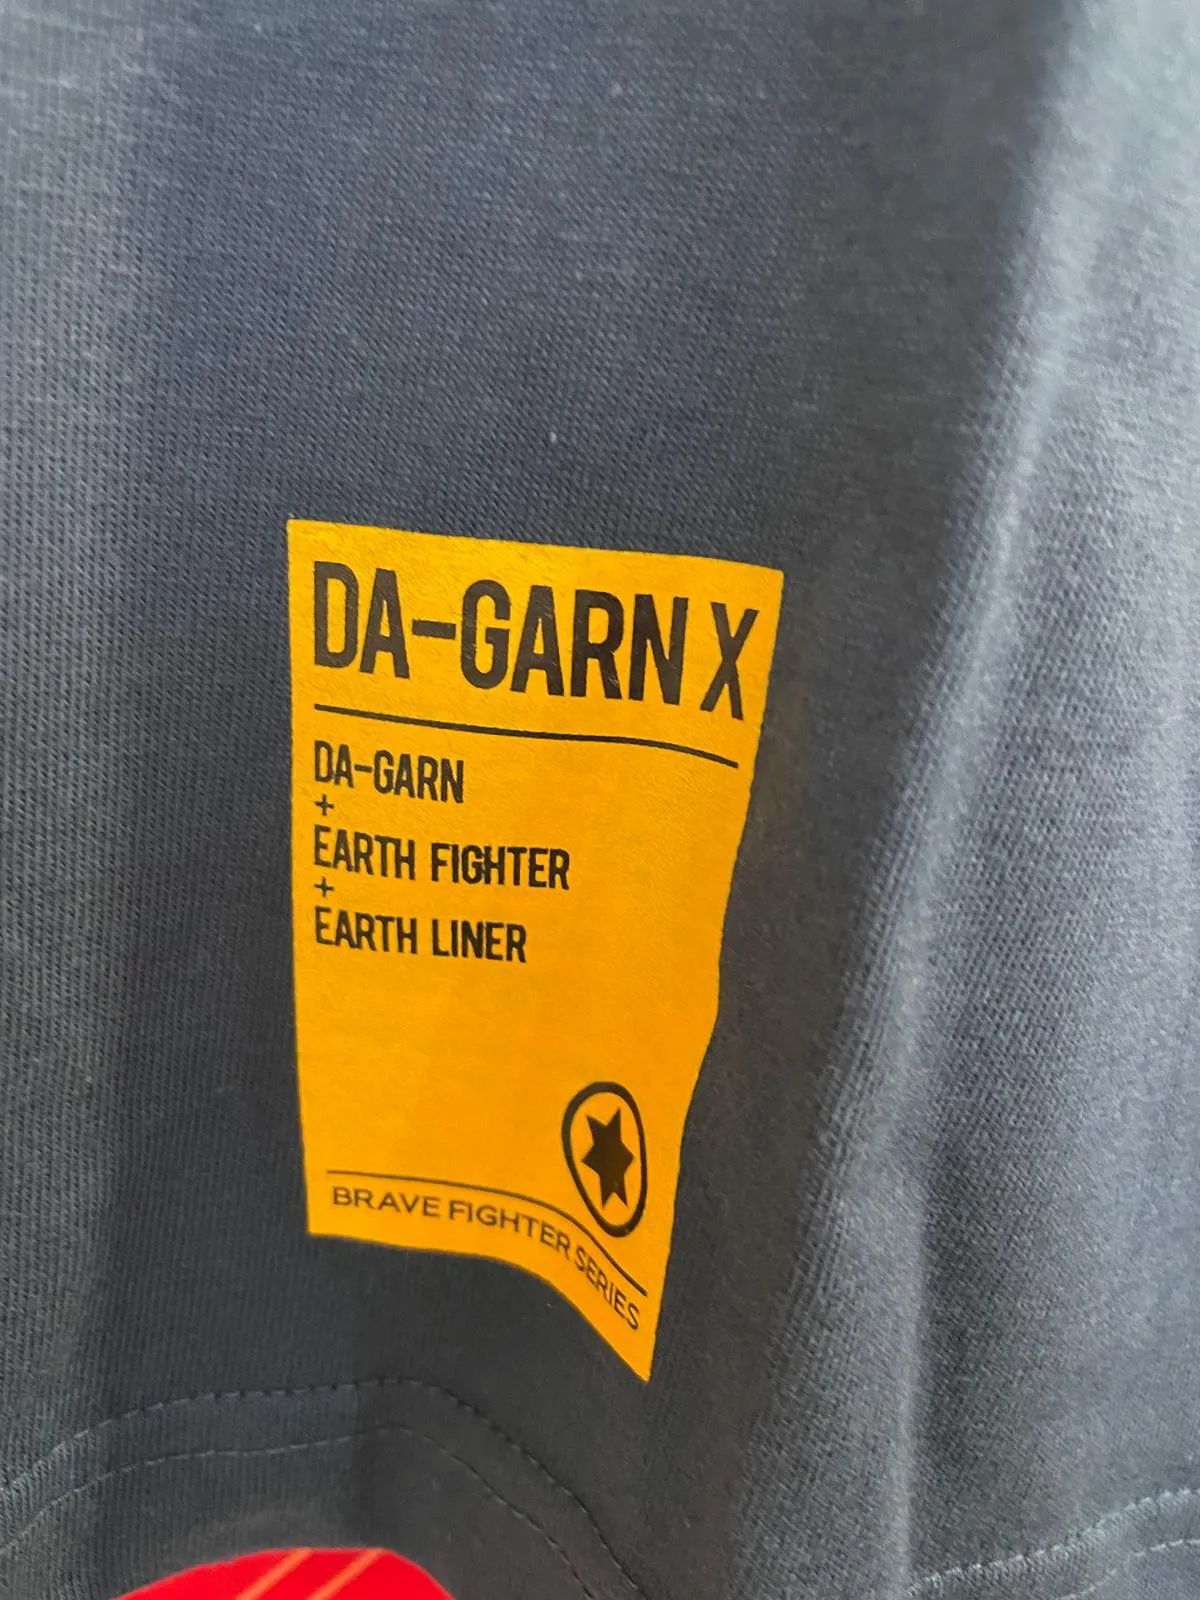 DA-GARN X
DA-GARN
+
EARTH FIGHTER
+
EARTH LINER
BRAVE FIGHTER SERIES